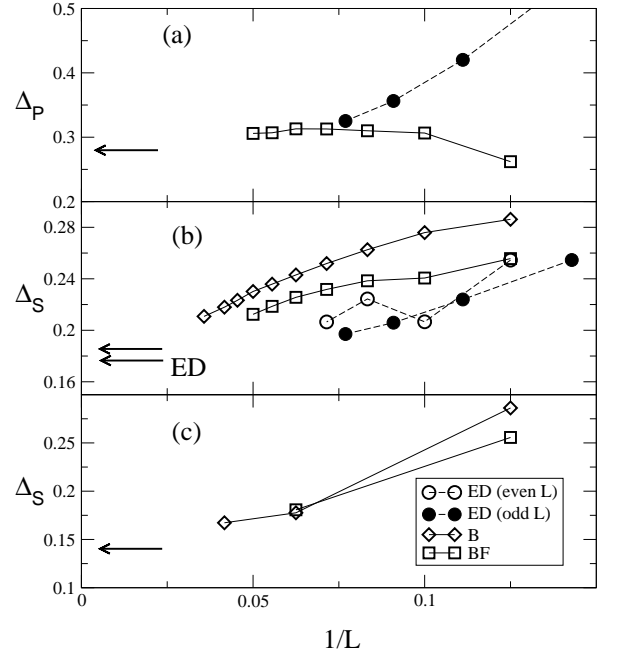 0.5
(a)
0.4
Δ_P
0.3
0.2
0.28
(b)
0.24
Δ_S
0.2
ED
0.16
(c)
0.25
Δ_S
0.2
ED (even L)
ED (odd L)
0.15
B
BF
0.1
0 0.05 0.1
1/L